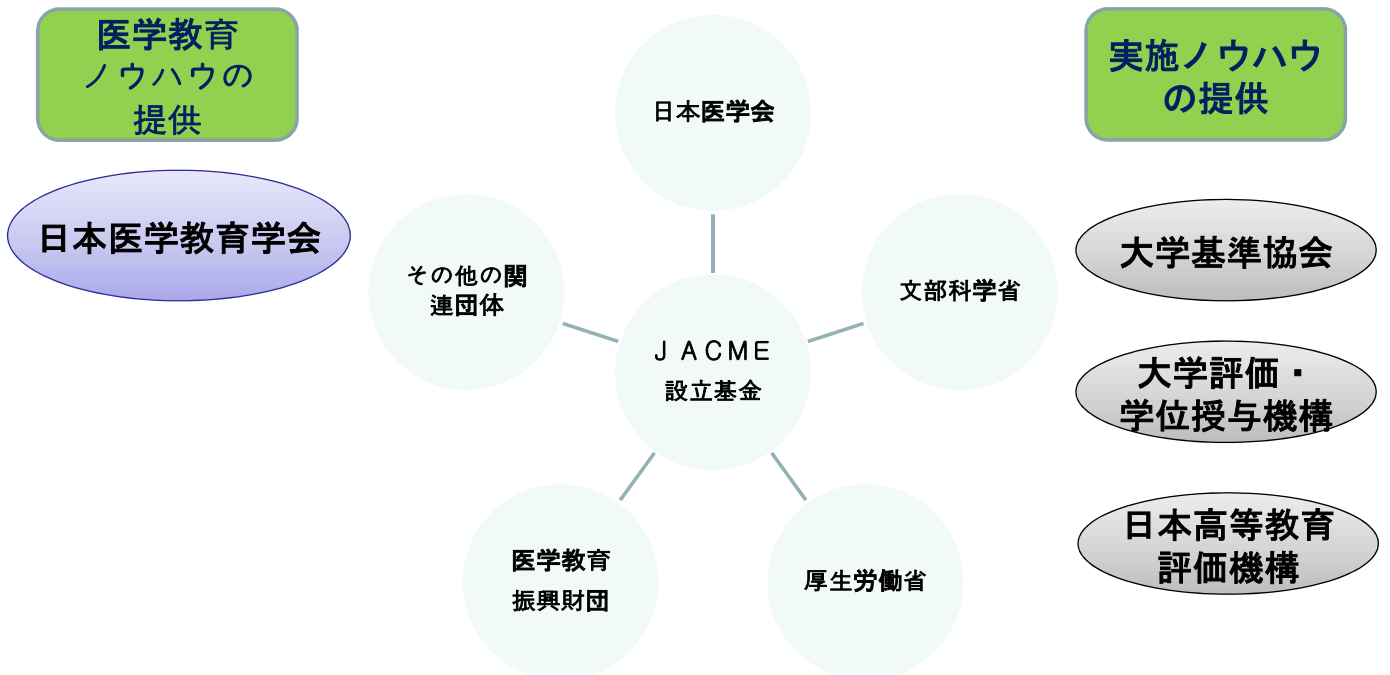 医学教育
ノウハウの
提供
日本医学教育学会
日本医学会
その他の関
連団体
文部科学省
ＪＡＣＭＥ
設立基金
医学教育
振興財団
厚生労働省
実施ノウハウ
の提供
大学基準協会
大学評価・
学位授与機構
日本高等教育
評価機構